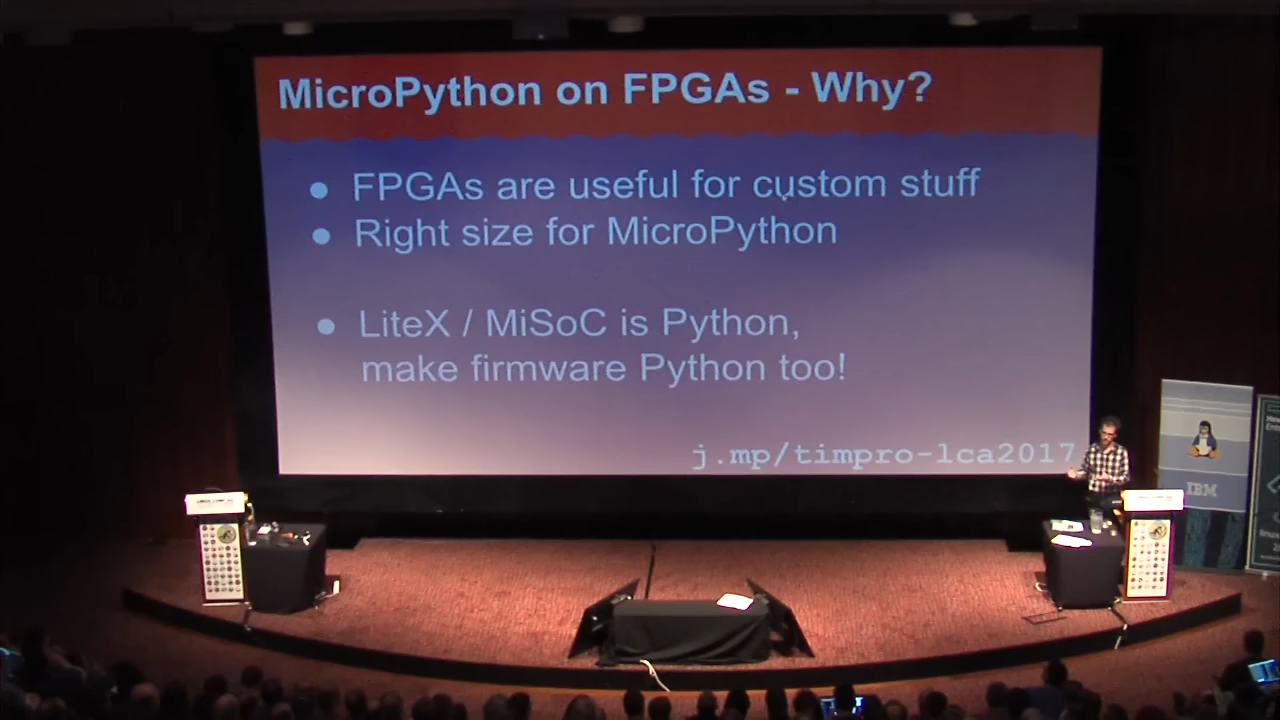 MicroPython on FPGAs - Why?
● FPGAs are useful for custom stuff
● Right size for MicroPython
● LiteX / MiSoC is Python,
make firmware Python too!
j.mp/timpro-lca2017
IBM